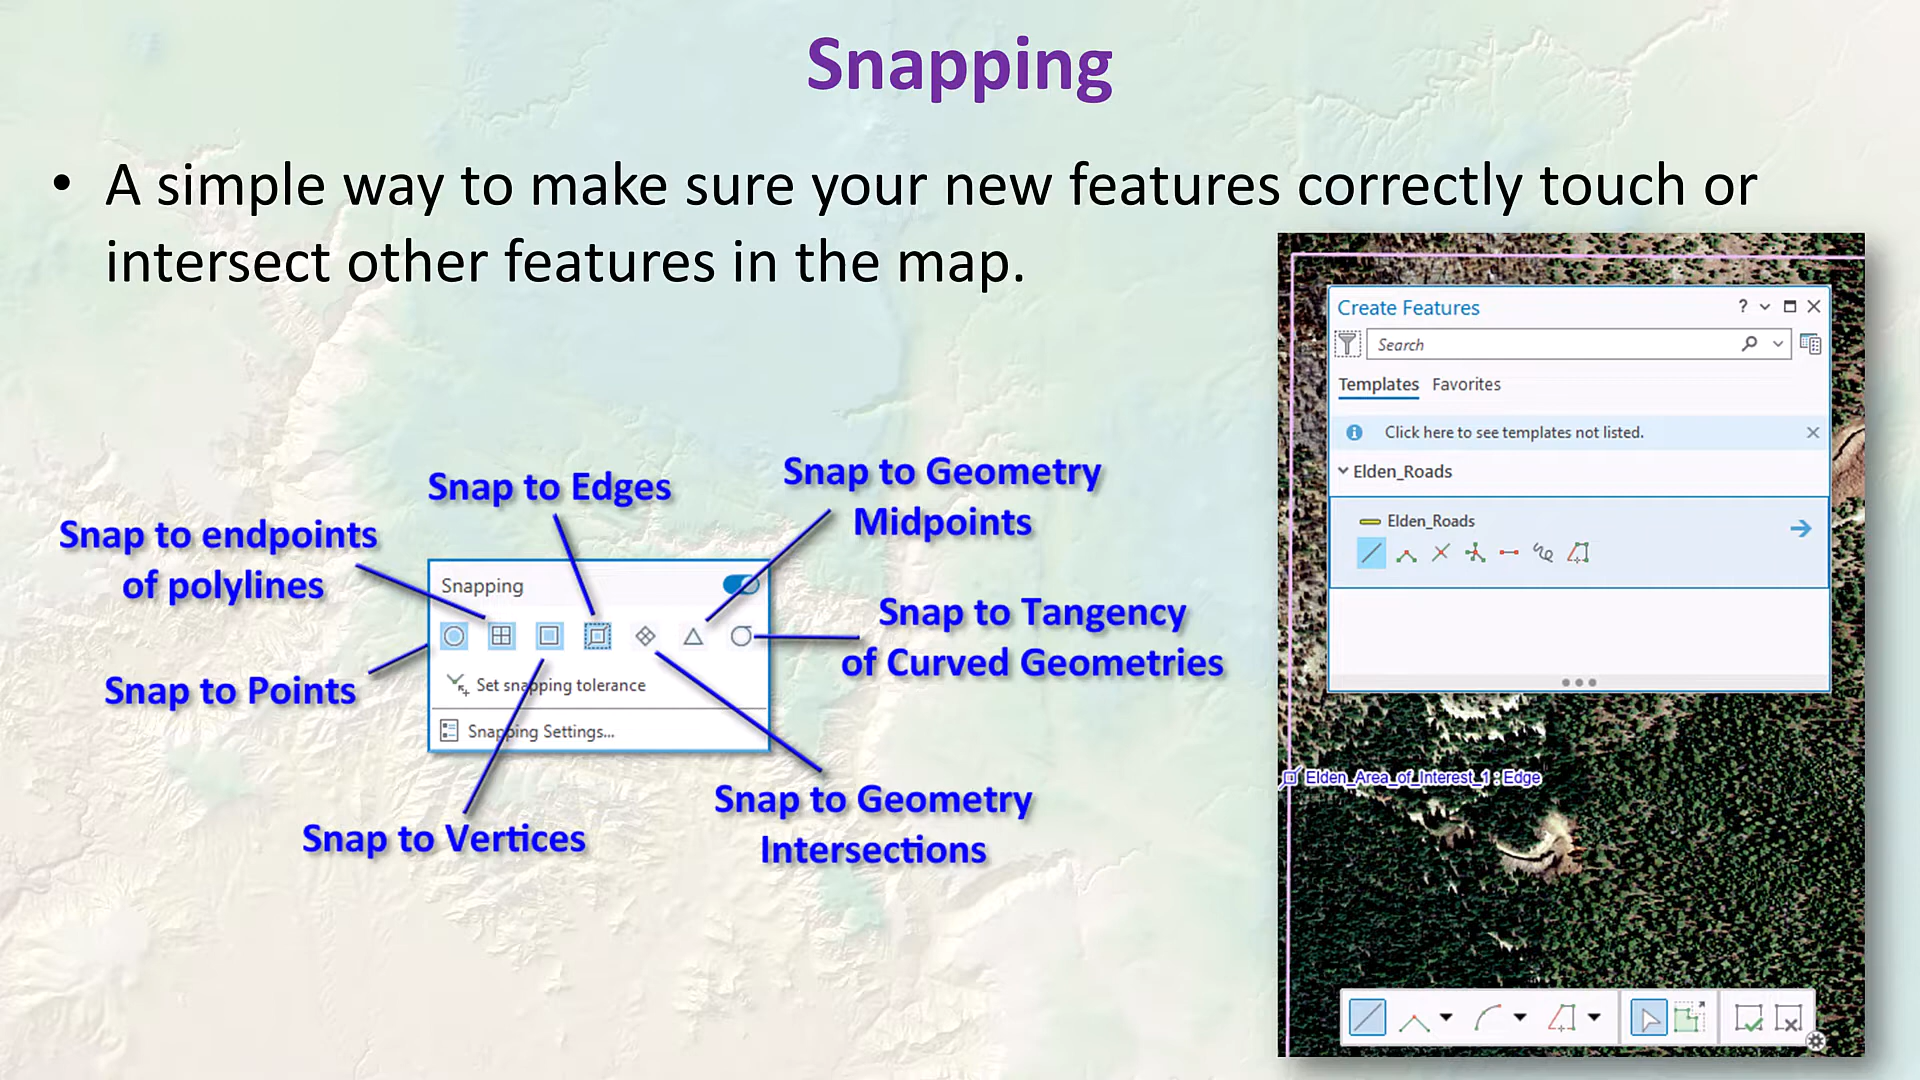 Snapping
• A simple way to make sure your new features correctly touch or
intersect other features in the map.
Snap to Edges
Snap to Geometry
Midpoints
Snap to endpoints
of polylines
Snapping
Snap to Tangency
of Curved Geometries
Snap to Points
Set snapping tolerance
Snapping Settings...
Snap to Vertices
Snap to Geometry
Intersections
Create Features
?
Search
Templates Favorites
Click here to see templates not listed.
Elden_Roads
Elden_Roads
Elden_Area_of_Interest_1 : Edge